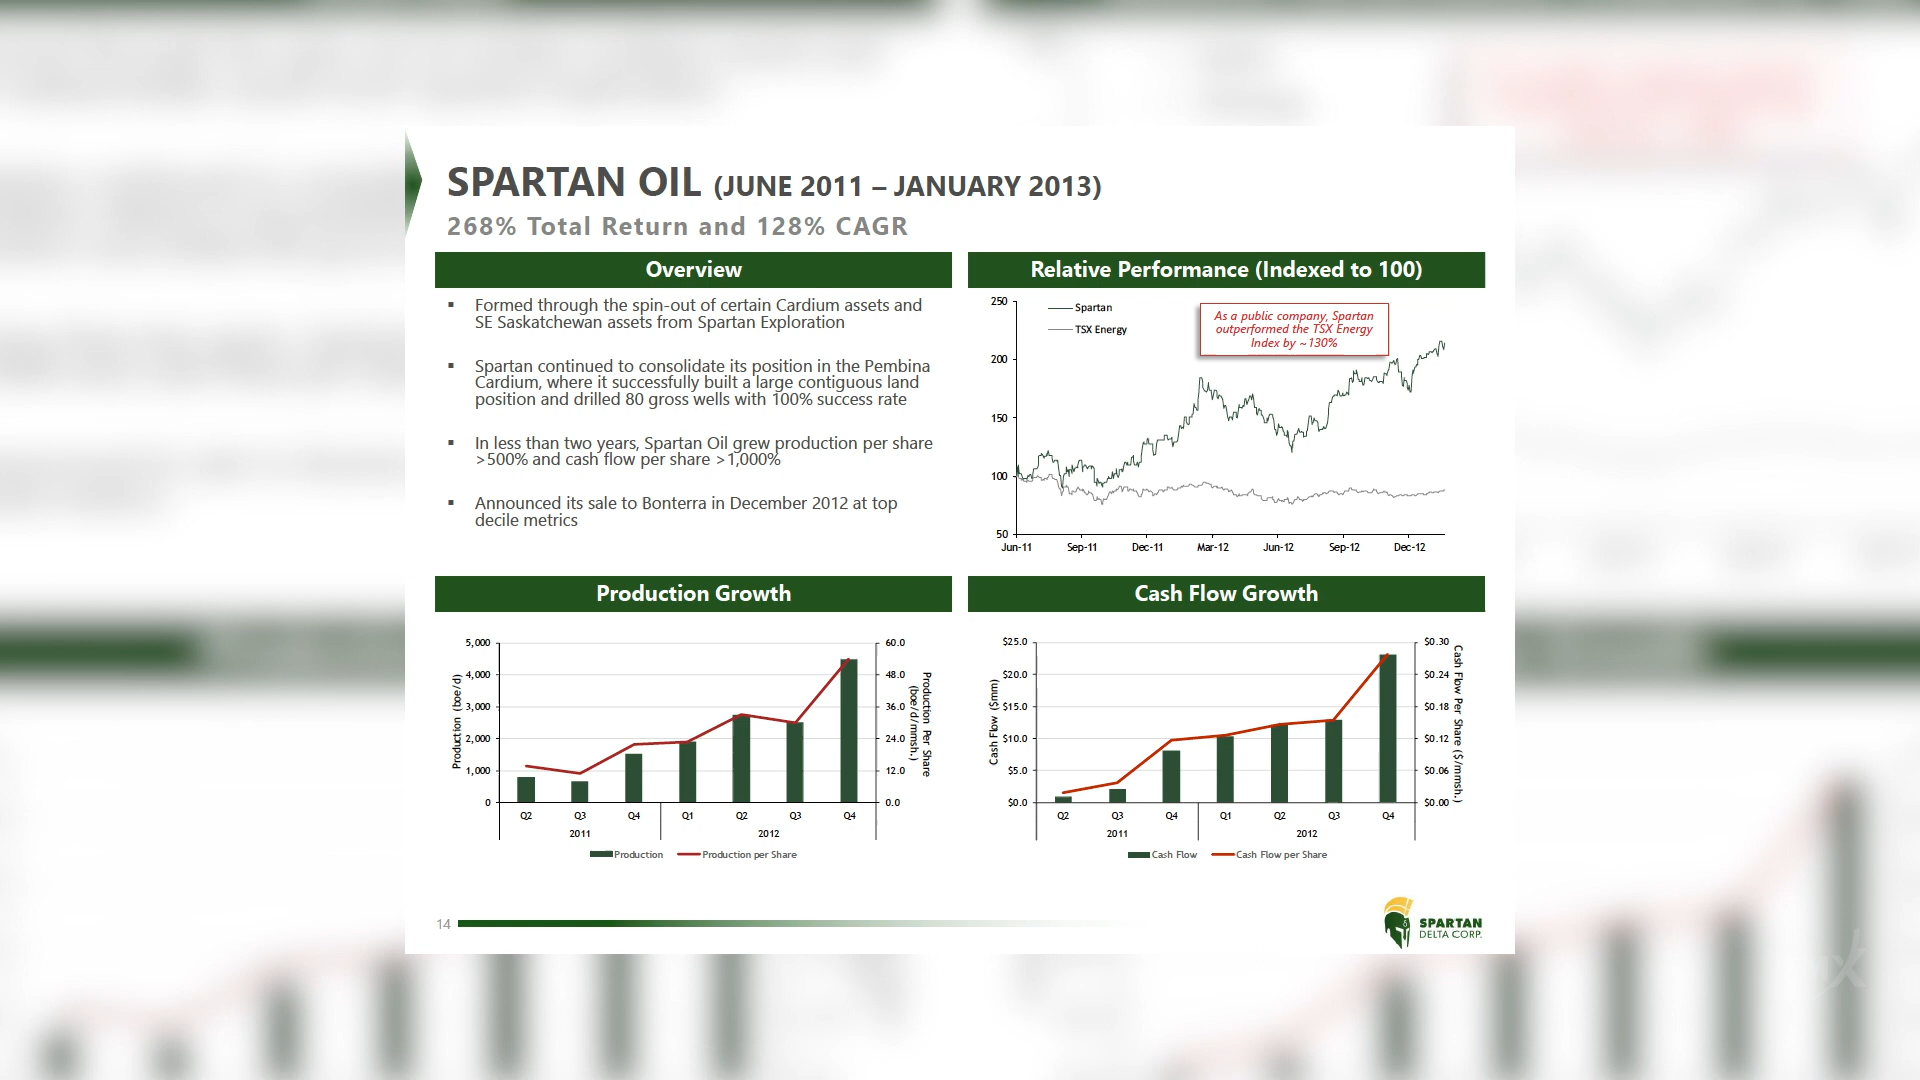 SPARTAN OIL (JUNE 2011 – JANUARY 2013)
268% Total Return and 128% CAGR
Overview
▪ Formed through the spin-out of certain Cardium assets and
SE Saskatchewan assets from Spartan Exploration
▪ Spartan continued to consolidate its position in the Pembina
Cardium, where it successfully built a large contiguous land
position and drilled 80 gross wells with 100% success rate
▪ In less than two years, Spartan Oil grew production per share
>500% and cash flow per share >1,000%
▪ Announced its sale to Bonterra in December 2012 at top
decile metrics
Relative Performance (Indexed to 100)
250
200
150
100
50
Spartan
TSX Energy
As a public company, Spartan
outperformed the TSX Energy
Index by ~130%
Jun-11 Sep-11 Dec-11 Mar-12 Jun-12 Sep-12 Dec-12
Production Growth
Production (boe/d)
5,000
4,000
3,000
2,000
1,000
0
60.0
48.0
36.0
24.0
12.0
0.0
Production Per Share
(boe/d/mmsh.)
Q2 Q3 Q4 Q1 Q2 Q3 Q4
2011 2012
Production Production per Share
Cash Flow Growth
Cash Flow ($mm)
$25.0
$20.0
$15.0
$10.0
$5.0
$0.0
$0.30
$0.24
$0.18
$0.12
$0.06
$0.00
Cash Flow Per Share ($/mmsh.)
Q2 Q3 Q4 Q1 Q2 Q3 Q4
2011 2012
Cash Flow Cash Flow per Share
14
SPARTAN
DELTA CORP.